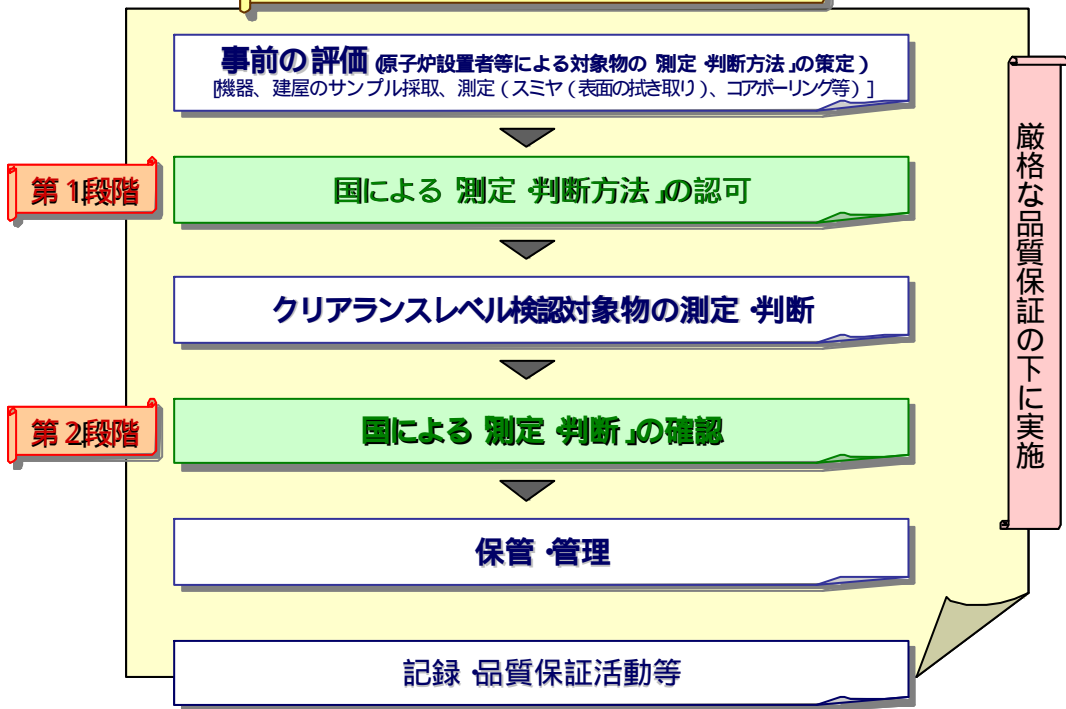 事前の評価(原子炉設置者等による対象物の「測定・判断方法」の策定)
[機器、建屋のサンプル採取、測定(スミヤ(表面の拭き取り)、コアボーリング等)]
第1段階
国による「測定・判断方法」の認可
クリアランスレベル検認対象物の測定・判断
第2段階
国による「測定・判断」の確認
保管・管理
記録・品質保証活動等
厳格な品質保証の下に実施